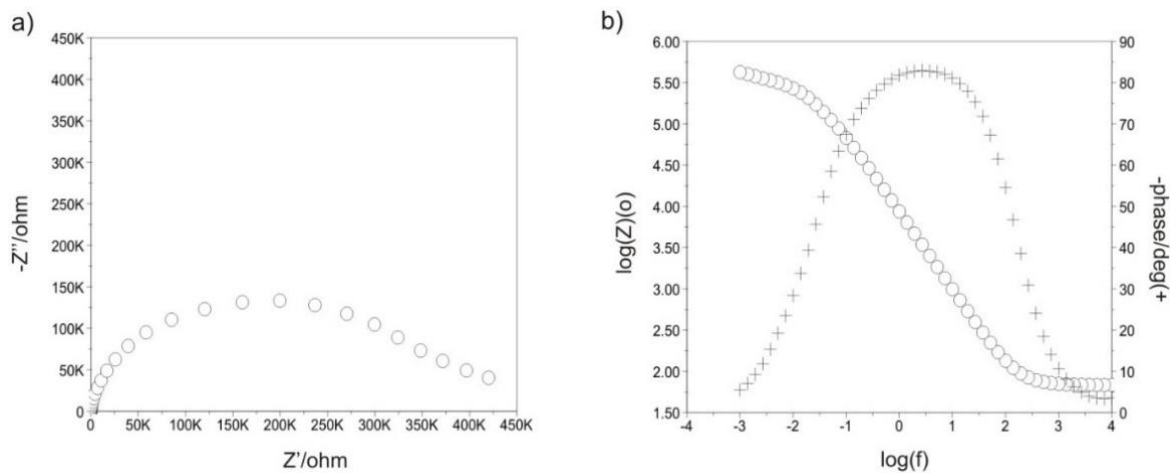 a)
450K
400K
350K
300K
250K
200K
150K
100K
50K
0
-Z''/ohm
0 50K 100K 150K 200K 250K 300K 350K 400K 450K
Z'/ohm
b)
6.00
5.50
5.00
4.50
4.00
3.50
3.00
2.50
2.00
1.50
log(Z)(o)
90
80
70
60
50
40
30
20
10
0
-phase/deg(+
-4 -3 -2 -1 0 1 2 3 4
log(f)